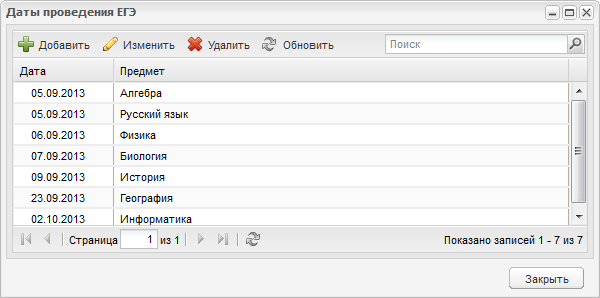 Даты проведения ЕГЭ
Добавить Изменить Удалить Обновить Поиск
Дата Предмет
05.09.2013 Алгебра
05.09.2013 Русский язык
06.09.2013 Физика
07.09.2013 Биология
09.09.2013 История
23.09.2013 География
02.10.2013 Информатика
Страница 1 из 1 Показано записей 1 - 7 из 7
Закрыть